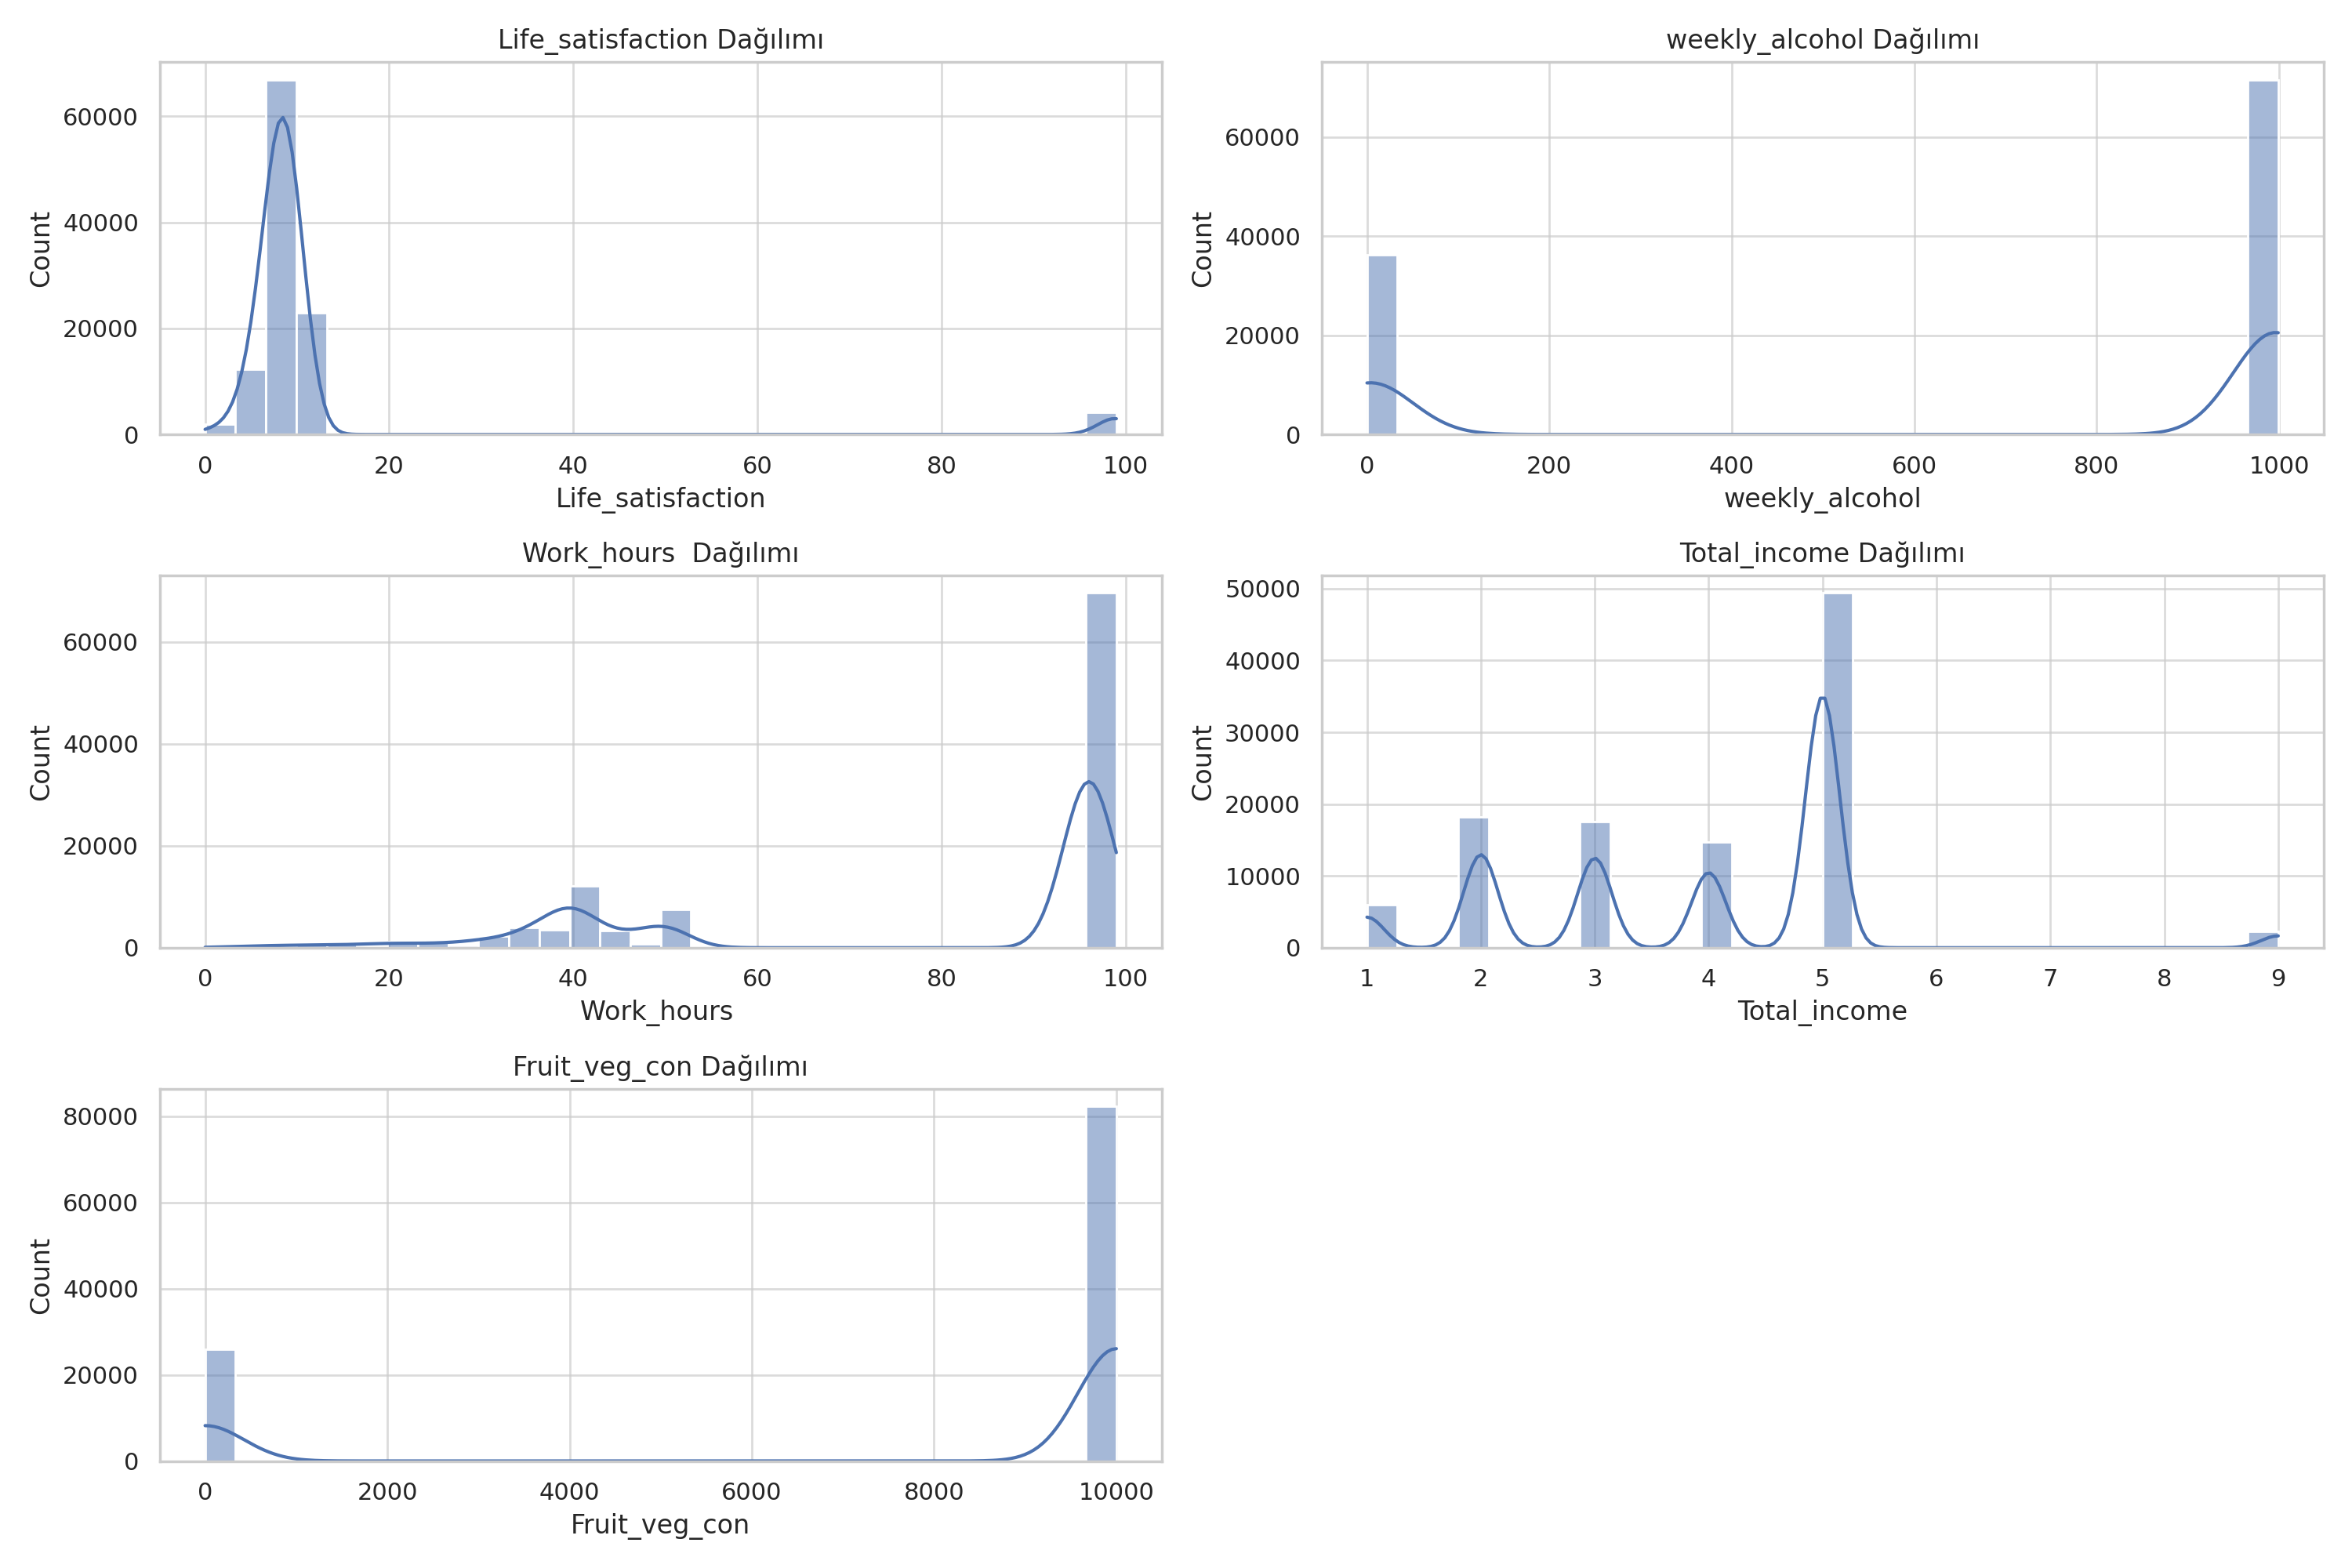 Life_satisfaction Dağılımı
Count
60000
40000
20000
0
0 20 40 60 80 100
Life_satisfaction
weekly_alcohol Dağılımı
Count
60000
40000
20000
0
0 200 400 600 800 1000
weekly_alcohol
Work_hours  Dağılımı
Count
60000
40000
20000
0
0 20 40 60 80 100
Work_hours
Total_income Dağılımı
Count
50000
40000
30000
20000
10000
0
1 2 3 4 5 6 7 8 9
Total_income
Fruit_veg_con Dağılımı
Count
80000
60000
40000
20000
0
0 2000 4000 6000 8000 10000
Fruit_veg_con